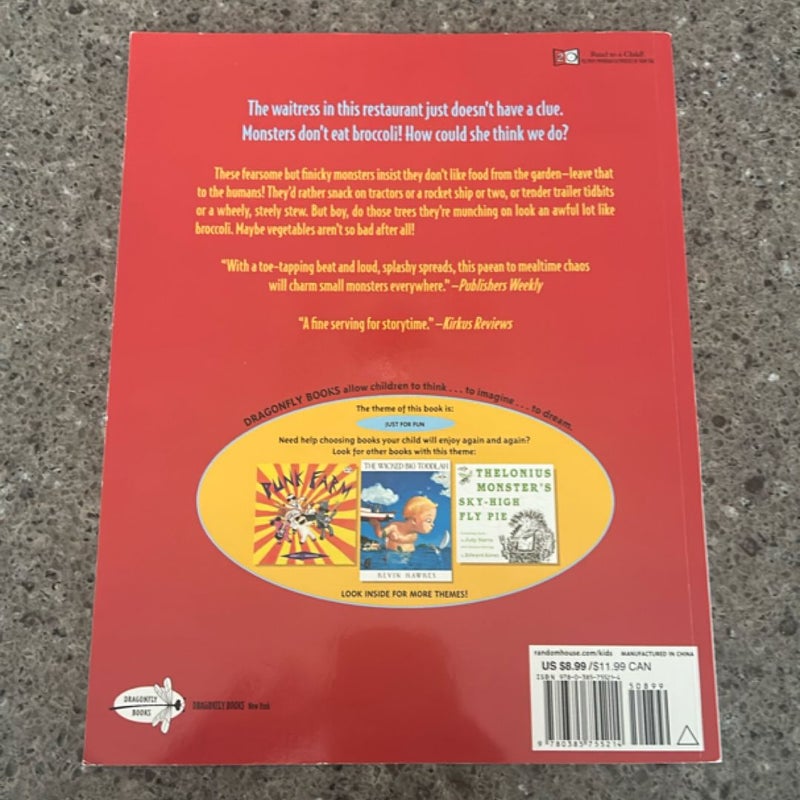 Read to a Child!
The waitress in this restaurant just doesn't have a clue.
Monsters don't eat broccoli! How could she think we do?
These fearsome but finicky monsters insist they don't like food from the garden—leave that
to the humans! They'd rather snack on tractors or a rocket ship or two, or tender trailer tidbits
or a wheely, steely stew. But boy, do those trees they're munching on look an awful lot like
broccoli. Maybe vegetables aren't so bad after all!
"With a toe-tapping beat and loud, splashy spreads, this paean to mealtime chaos
will charm small monsters everywhere." —Publishers Weekly
"A fine serving for storytime." —Kirkus Reviews
DRAGONFLY BOOKS allow children to think . . . to imagine . . . to dream.
The theme of this book is:
JUST FOR FUN
Need help choosing books your child will enjoy again and again?
Look for other books with this theme:
PUNK FARM
THE WICKED BIG TODDLAH
KEVIN HAWKES
THELONIUS
MONSTER'S
SKY-HIGH
FLY PIE
LOOK INSIDE FOR MORE THEMES!
DRAGONFLY
BOOKS
DRAGONFLY BOOKS New York
randomhouse.com/kids MANUFACTURED IN CHINA
US $8.99/$11.99 CAN
ISBN 978-0-385-75521-4
50899
9 780385 755214